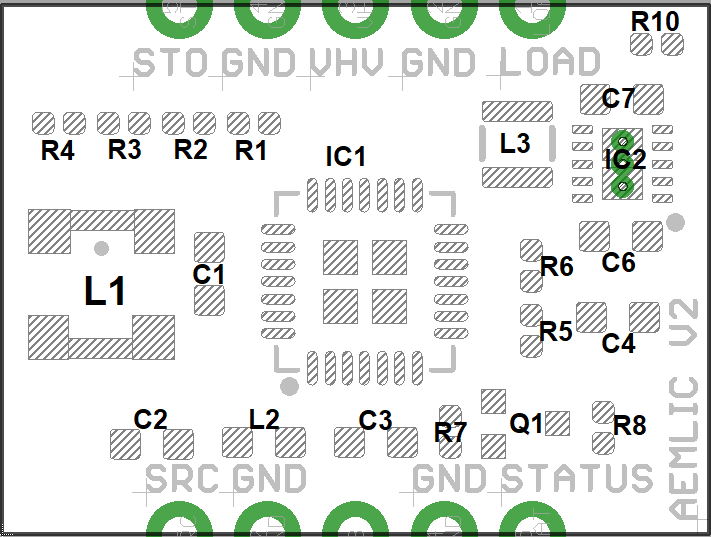 R10
STO GND VHV GND LOAD
C7
R4 R3 R2 R1 IC1 L3 IC2
C1 R6 C6
L1
R5 C4
C2 L2 C3 R7 Q1 R8
SRC GND GND STATUS
AEMLIC V2